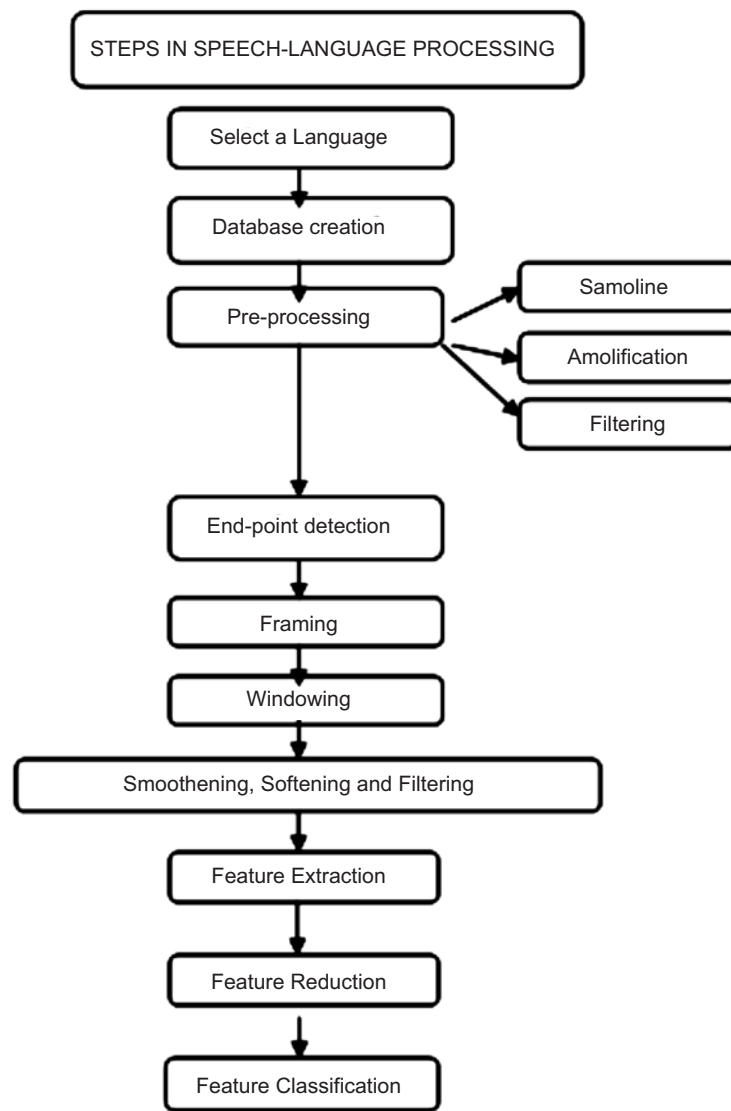 STEPS IN SPEECH-LANGUAGE PROCESSING
Select a Language
Database creation
Pre-processing
Samoline
Amolification
Filtering
End-point detection
Framing
Windowing
Smoothening, Softening and Filtering
Feature Extraction
Feature Reduction
Feature Classification